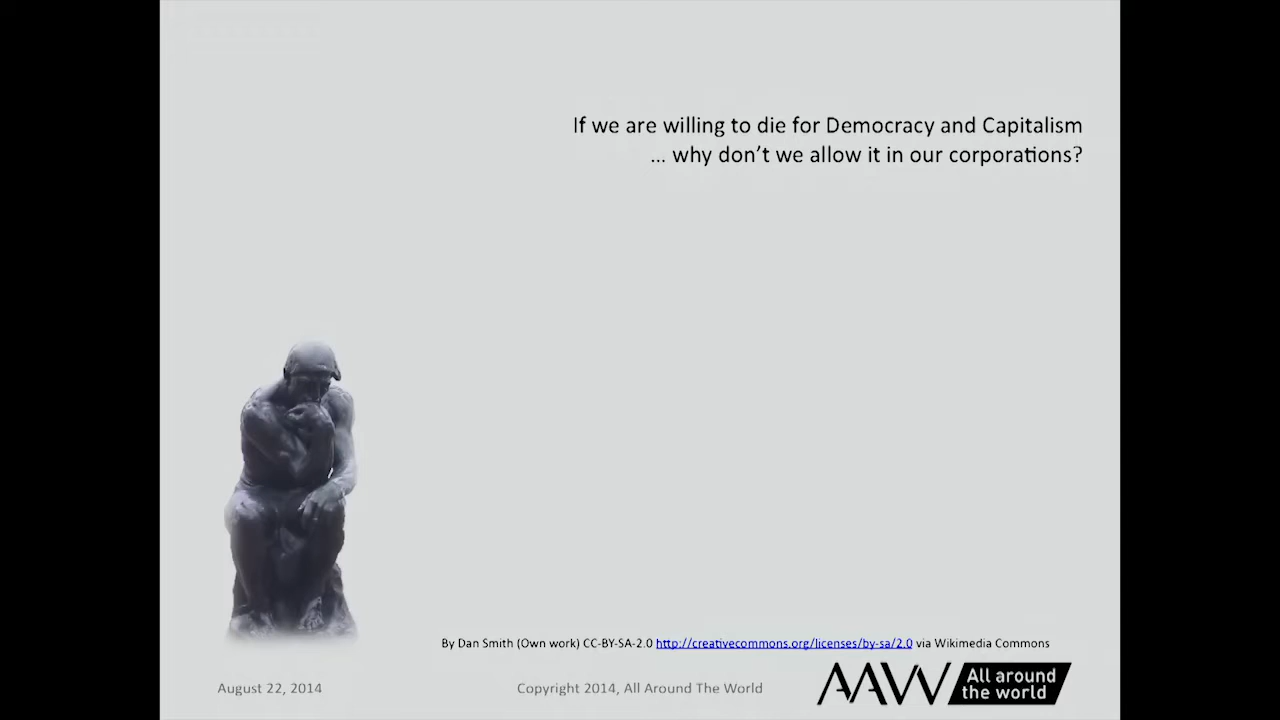 If we are willing to die for Democracy and Capitalism
... why don't we allow it in our corporations?
By Dan Smith (Own work) CC-BY-SA-2.0 http://creativecommons.org/licenses/by-sa/2.0 via Wikimedia Commons
August 22, 2014
Copyright 2014, All Around The World
AAW
All around
the world